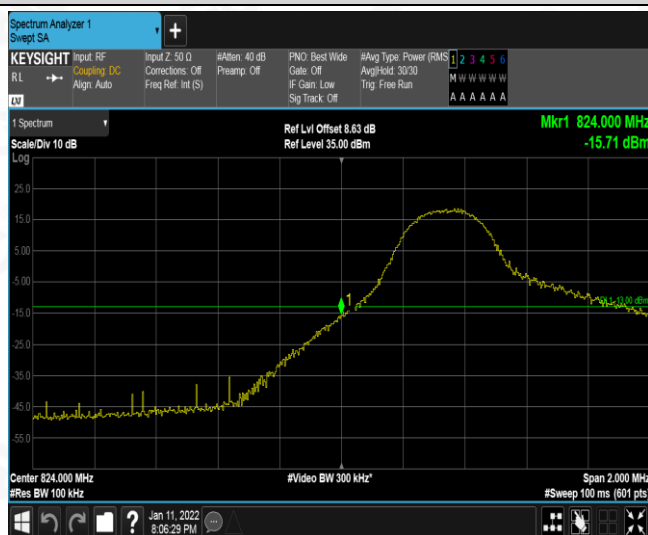 Spectrum Analyzer 1
Swept SA
KEYSIGHT
RL
Input: RF
Coupling: DC
Align: Auto
Input Z: 50 Ω
Corrections: Off
Freq Ref: Int (S)
#Atten: 40 dB
Preamp: Off
PNO: Best Wide
Gate: Off
IF Gain: Low
Sig Track: Off
#Avg Type: Power (RMS
Avg|Hold: 30/30
Trig: Free Run
1 2 3 4 5 6
M W W W W W
A A A A A A
1 Spectrum
Scale/Div 10 dB
Ref Lvl Offset 8.63 dB
Ref Level 35.00 dBm
Mkr1 824.000 MHz
-15.71 dBm
Log
25.0
15.0
5.00
-5.00
1
-13.00 dBm
-25.0
-35.0
-45.0
-55.0
Center 824.000 MHz
#Res BW 100 kHz
#Video BW 300 kHz*
Span 2.000 MHz
#Sweep 100 ms (601 pts)
?
Jan 11, 2022
8:06:29 PM